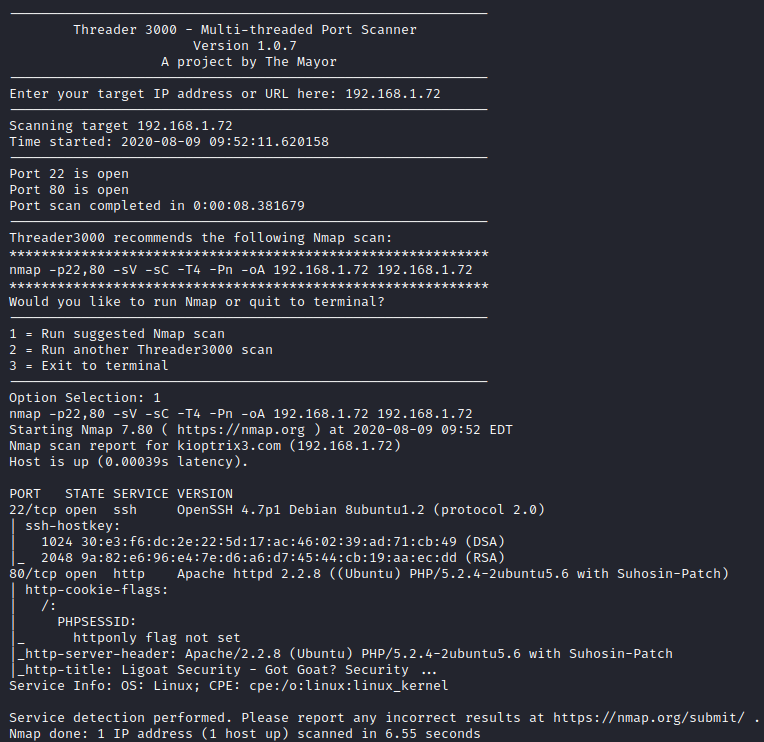 ------------------------------------------------------------
        Threader 3000 - Multi-threaded Port Scanner
                       Version 1.0.7
                   A project by The Mayor
------------------------------------------------------------
Enter your target IP address or URL here: 192.168.1.72
------------------------------------------------------------
Scanning target 192.168.1.72
Time started: 2020-08-09 09:52:11.620158
------------------------------------------------------------
Port 22 is open
Port 80 is open
Port scan completed in 0:00:08.381679
------------------------------------------------------------
Threader3000 recommends the following Nmap scan:
************************************************************
nmap -p22,80 -sV -sC -T4 -Pn -oA 192.168.1.72 192.168.1.72
************************************************************
Would you like to run Nmap or quit to terminal?
------------------------------------------------------------
1 = Run suggested Nmap scan
2 = Run another Threader3000 scan
3 = Exit to terminal
------------------------------------------------------------
Option Selection: 1
nmap -p22,80 -sV -sC -T4 -Pn -oA 192.168.1.72 192.168.1.72
Starting Nmap 7.80 ( https://nmap.org ) at 2020-08-09 09:52 EDT
Nmap scan report for kioptrix3.com (192.168.1.72)
Host is up (0.00039s latency).

PORT   STATE SERVICE VERSION
22/tcp open  ssh     OpenSSH 4.7p1 Debian 8ubuntu1.2 (protocol 2.0)
| ssh-hostkey:
|   1024 30:e3:f6:dc:2e:22:5d:17:ac:46:02:39:ad:71:cb:49 (DSA)
|_  2048 9a:82:e6:96:e4:7e:d6:a6:d7:45:44:cb:19:aa:ec:dd (RSA)
80/tcp open  http    Apache httpd 2.2.8 ((Ubuntu) PHP/5.2.4-2ubuntu5.6 with Suhosin-Patch)
| http-cookie-flags:
|   /:
|     PHPSESSID:
|_      httponly flag not set
|_http-server-header: Apache/2.2.8 (Ubuntu) PHP/5.2.4-2ubuntu5.6 with Suhosin-Patch
|_http-title: Ligoat Security - Got Goat? Security ...
Service Info: OS: Linux; CPE: cpe:/o:linux:linux_kernel

Service detection performed. Please report any incorrect results at https://nmap.org/submit/ .
Nmap done: 1 IP address (1 host up) scanned in 6.55 seconds